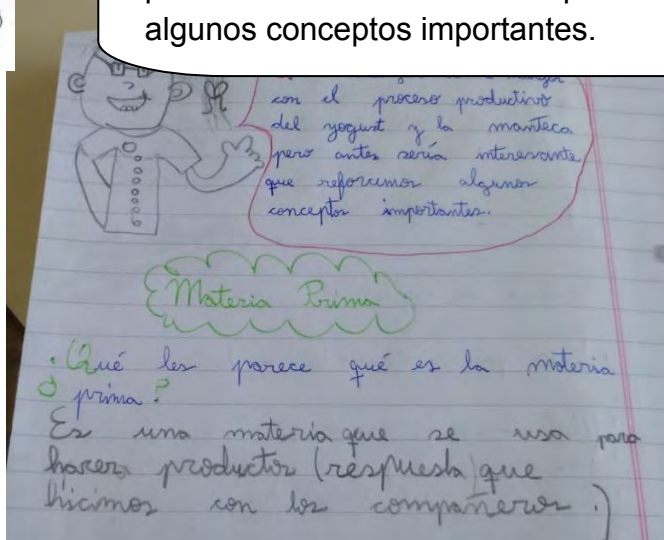 algunos conceptos importantes.
con el proceso productivo
del yogurt y la manteca
pero antes sería interesante
que reforcemos algunos
conceptos importantes.
Materia Prima
¿Qué les parece qué es la materia
prima?
Es una materia que se usa para
hacer productos (respuesta que
hicimos con los compañeros.)